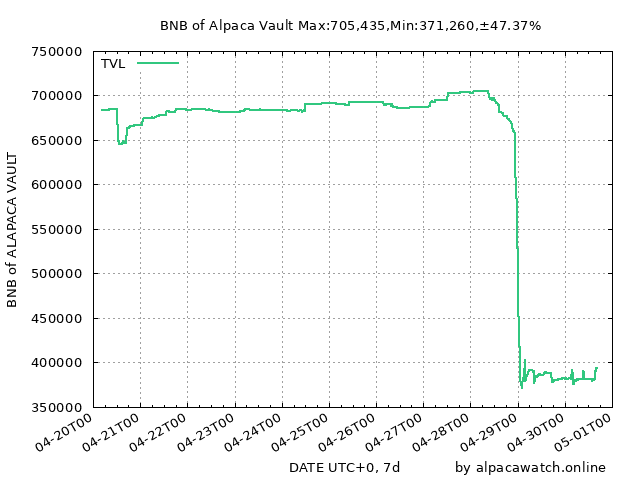 BNB of Alpaca Vault Max:705,435,Min:371,260,±47.37%
TVL
750000
700000
650000
600000
550000
500000
450000
400000
350000
BNB of ALAPACA VAULT
04-20T00
04-21T00
04-22T00
04-23T00
04-24T00
04-25T00
04-26T00
04-27T00
04-28T00
04-29T00
04-30T00
05-01T00
DATE UTC+0, 7d
by alpacawatch.online